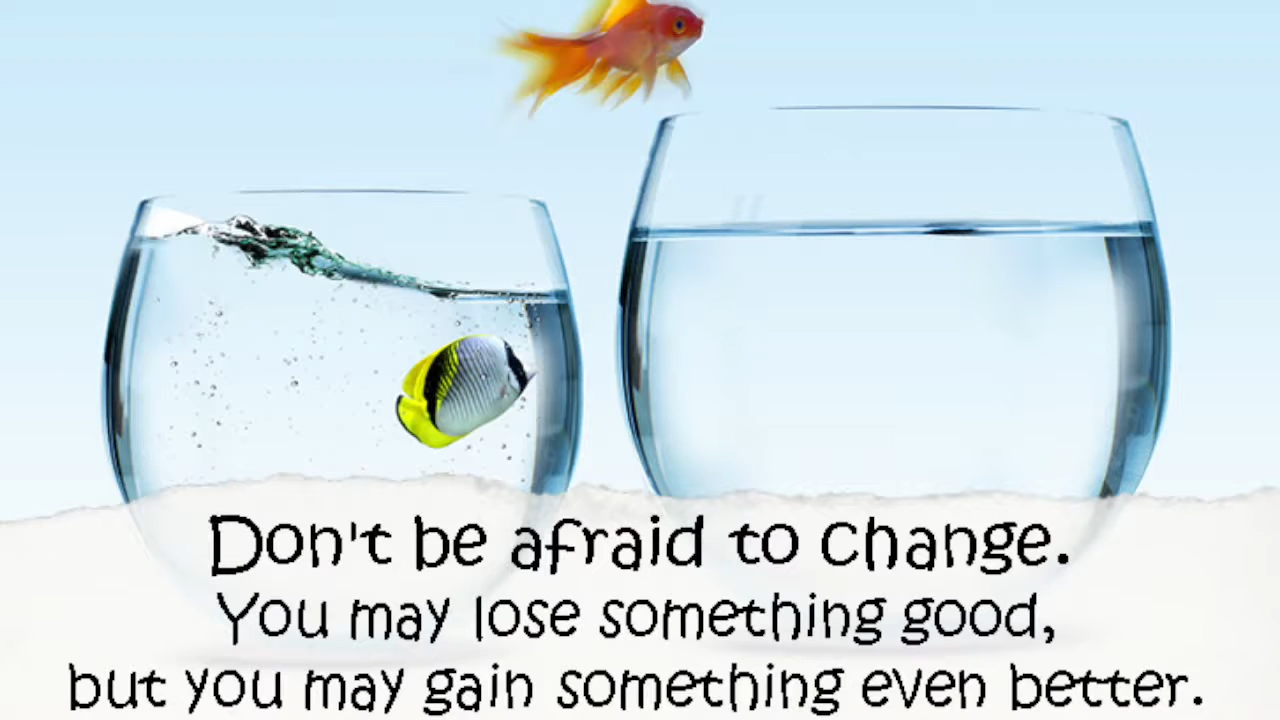 Don't be afraid to change.
You may lose something good,
but you may gain something even better.